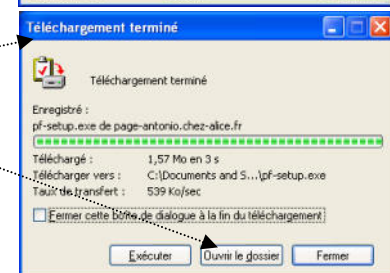 Téléchargement terminé
Téléchargement terminé
Enregistré :
pf-setup.exe de page-antonio.chez-alice.fr
Téléchargé : 1,57 Mo en 3 s
Télécharger vers : C:\Documents and S...\pf-setup.exe
Taux de transfert : 539 Ko/sec
Fermer cette boîte de dialogue à la fin du téléchargement
Exécuter Ouvrir le dossier Fermer